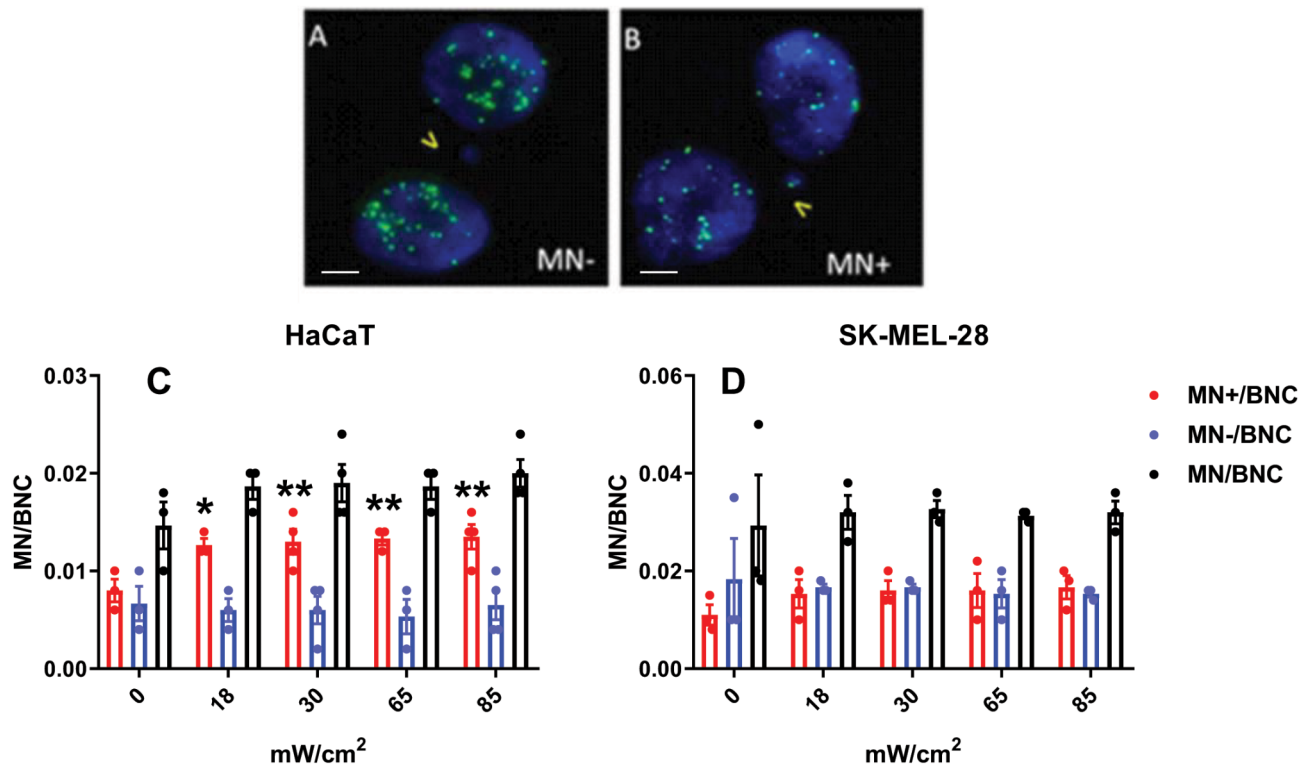 A
B
MN-
MN+
HaCaT
SK-MEL-28
0.03
C
0.02
0.01
0.00
MN/BNC
*
**
**
**
0
18
30
65
85
mW/cm²
0.06
D
0.04
0.02
0.00
MN/BNC
0
18
30
65
85
mW/cm²
MN+/BNC
MN-/BNC
MN/BNC